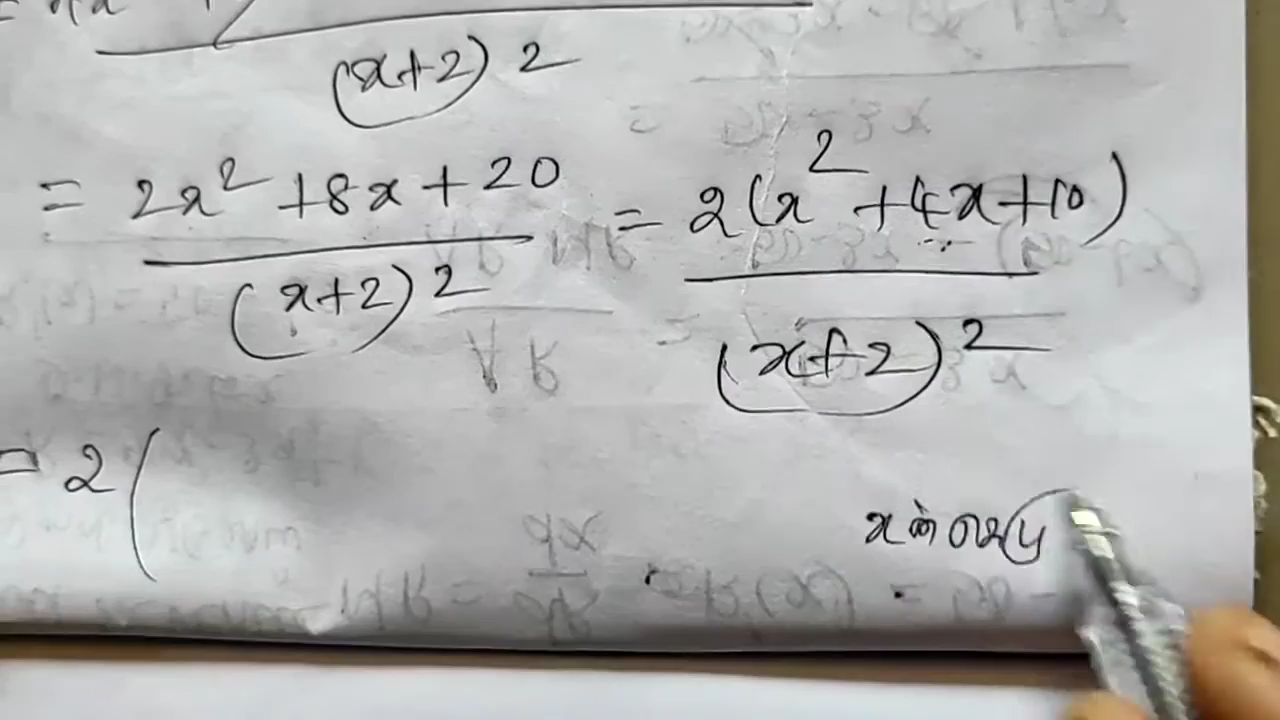 (x+2)2
= 2x² + 8x + 20 / (x+2)² = 2(x² + 4x + 10) / (x+2)²
= 2(
x ன்